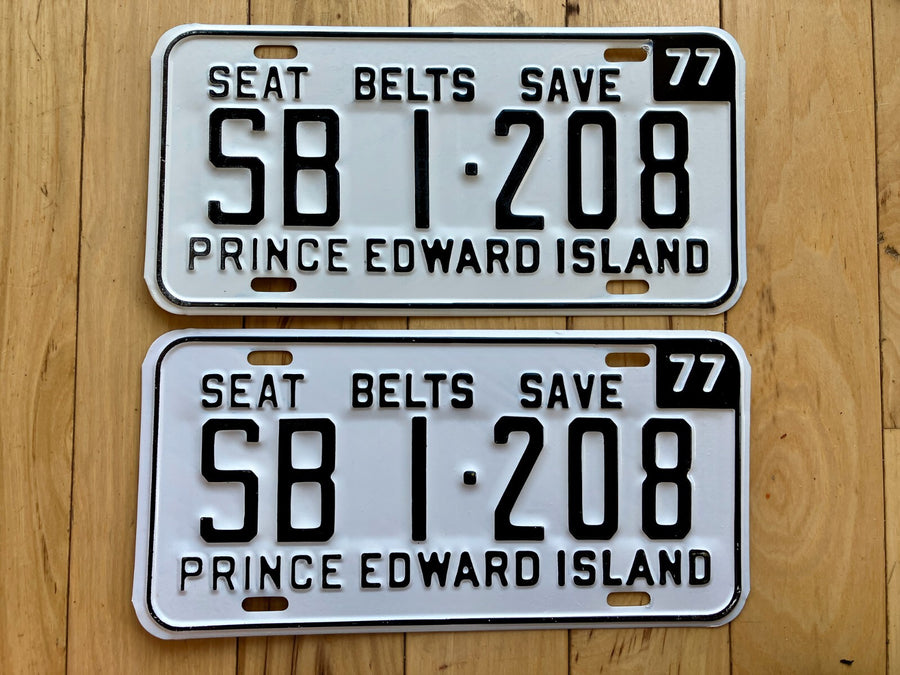 77
SEAT BELTS SAVE
SB 1·208
PRINCE EDWARD ISLAND
77
SEAT BELTS SAVE
SB 1·208
PRINCE EDWARD ISLAND